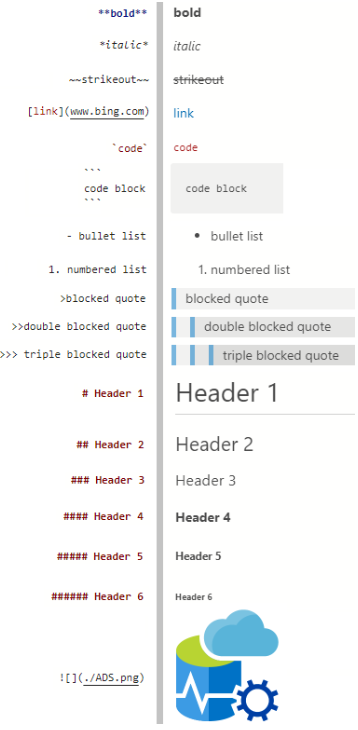 **bold** bold
*italic* italic
~~strikeout~~ strikeout
[link](www.bing.com) link
`code` code
```
code block code block
```
- bullet list • bullet list
1. numbered list 1. numbered list
>blocked quote blocked quote
>>double blocked quote double blocked quote
>>> triple blocked quote triple blocked quote
# Header 1 Header 1
## Header 2 Header 2
### Header 3 Header 3
#### Header 4 Header 4
##### Header 5 Header 5
###### Header 6 Header 6
![](./ADS.png)